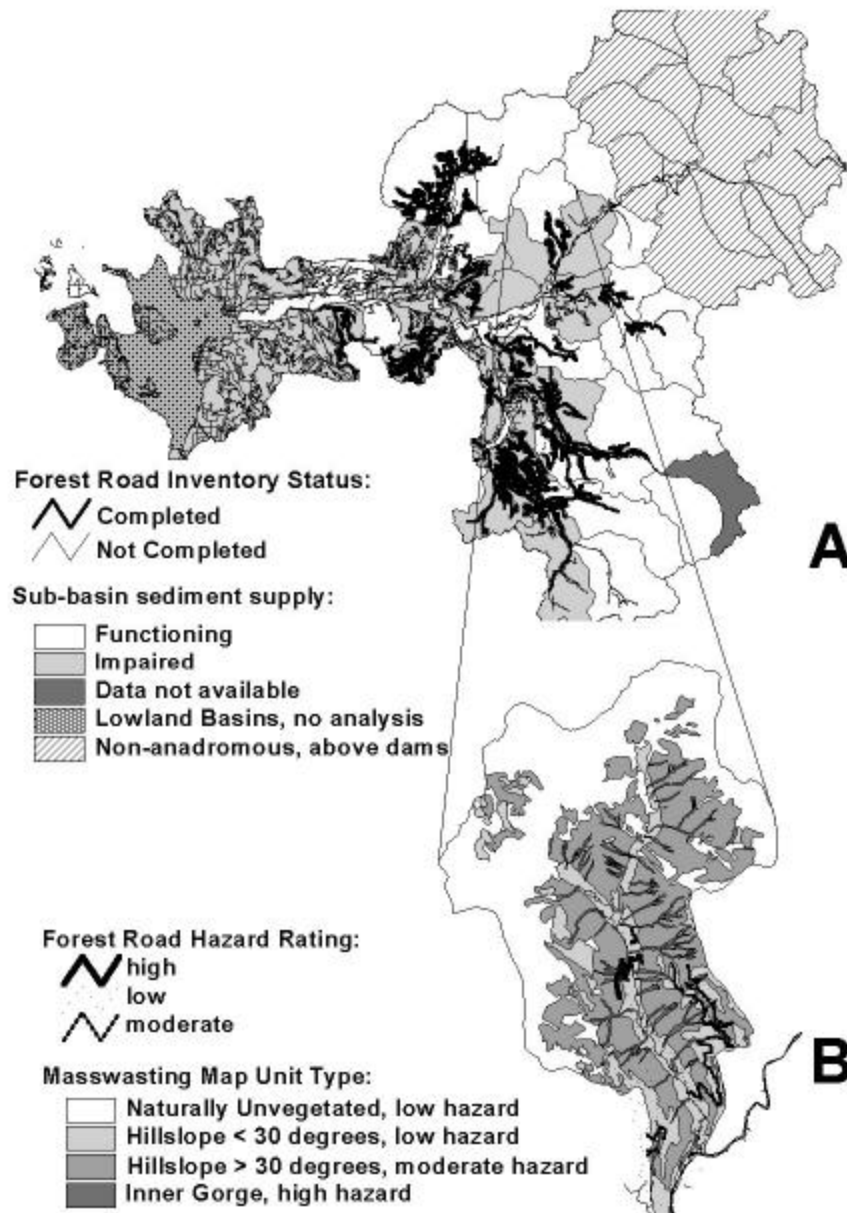 Forest Road Inventory Status:
Completed
Not Completed
A
Sub-basin sediment supply:
Functioning
Impaired
Data not available
Lowland Basins, no analysis
Non-anadromous, above dams
Forest Road Hazard Rating:
high
low
moderate
B
Masswasting Map Unit Type:
Naturally Unvegetated, low hazard
Hillslope < 30 degrees, low hazard
Hillslope > 30 degrees, moderate hazard
Inner Gorge, high hazard